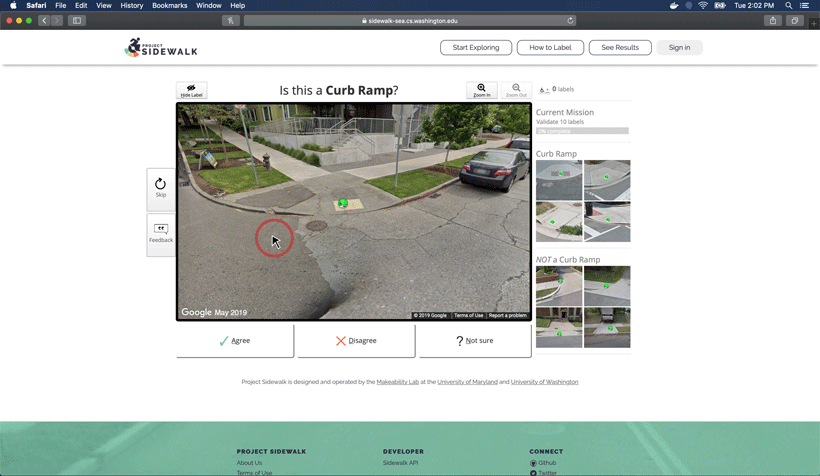 Safari File Edit View History Bookmarks Window Help
Tue 2:02 PM
sidewalk-sea.cs.washington.edu
PROJECT
SIDEWALK
Start Exploring
How to Label
See Results
Sign in
Hide Label
Is this a Curb Ramp?
Zoom In
Zoom Out
0 labels
Current Mission
Validate 10 labels
0% complete
Curb Ramp
Skip
Feedback
NOT a Curb Ramp
Google May 2019
© 2019 Google
Terms of Use
Report a problem
Agree
Disagree
? Not sure
Project Sidewalk is designed and operated by the Makeability Lab at the University of Maryland and University of Washington
PROJECT SIDEWALK
About Us
Terms of Use
DEVELOPER
Sidewalk API
CONNECT
Github
Twitter